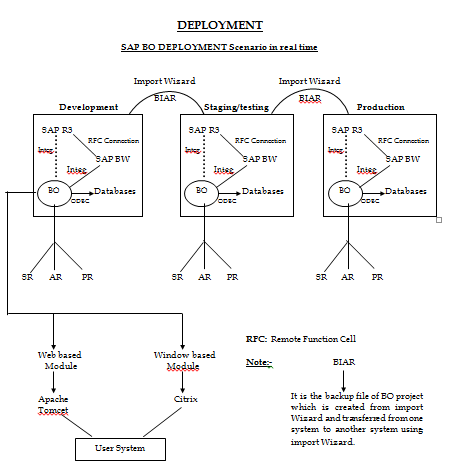 DEPLOYMENT
SAP BO DEPLOYMENT Scenario in real time
Import Wizard
Import Wizard
BIAR
BIAR
Development
Staging/testing
Production
SAP R3
RFC Connection
Integ
SAP BW
Integ
BO
Databases
ODBC
SAP R3
RFC Connection
Integ
SAP BW
Integ
BO
Databases
ODBC
SAP R3
RFC Connection
Integ
SAP BW
Integ
BO
Databases
ODBC
SR AR PR
SR AR PR
SR AR PR
RFC: Remote Function Cell
Web based
Module
Window based
Module
Note:-
BIAR
Apache
Tomcet
Citrix
It is the backup file of BO project
which is created from import
Wizard and transferred from one
system to another system using
import Wizard.
User System